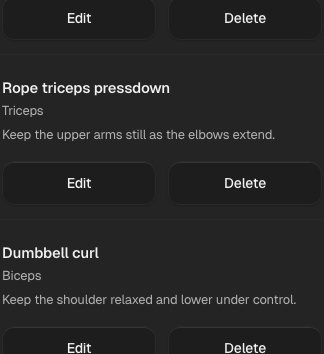 Edit Delete
Rope triceps pressdown
Triceps
Keep the upper arms still as the elbows extend.
Edit Delete
Dumbbell curl
Biceps
Keep the shoulder relaxed and lower under control.
Edit Delete